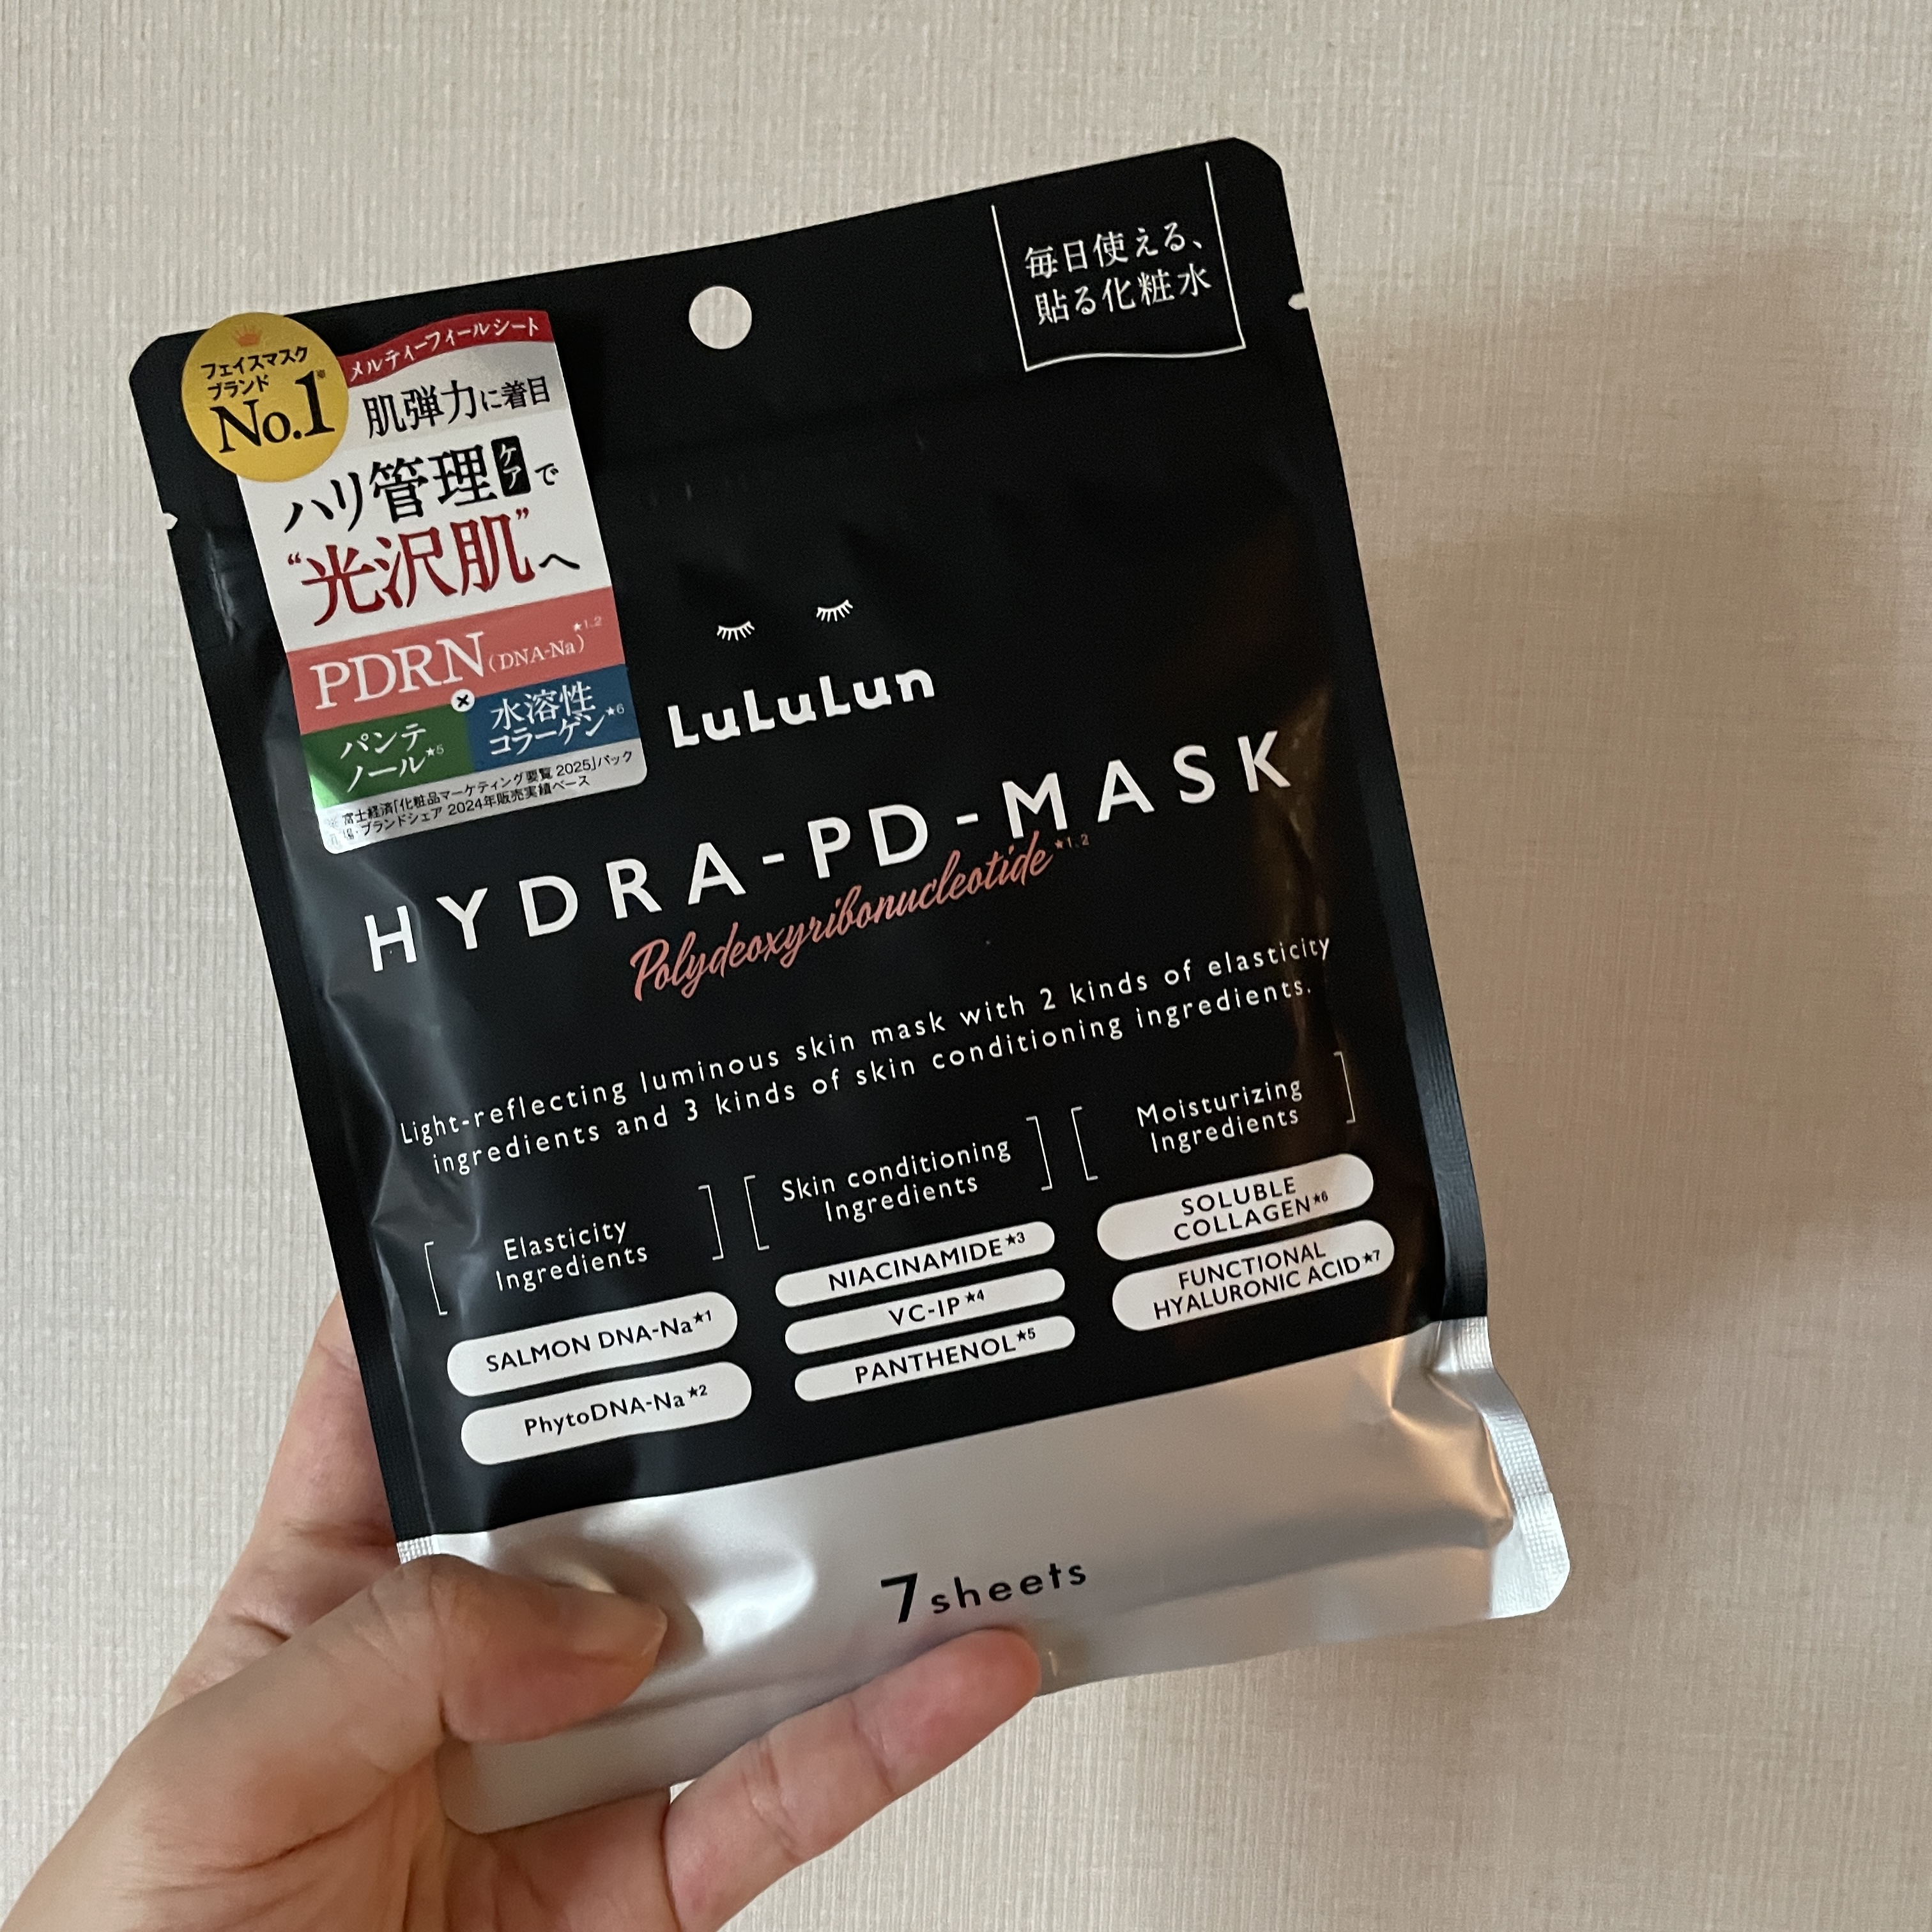 毎日使える、
貼る化粧水
フェイスマスク
ブランド
No.1※
メルティーフィールシート
肌弾力に着目
ハリ管理ケアで
“光沢肌”へ
PDRN(DNA-Na)★1.2
×
パンテ
ノール★5
水溶性
コラーゲン★6
富士経済「化粧品マーケティング要覧 2025」パック
ブランドシェア 2024年販売実績ベース
LuLuLun
HYDRA-PD-MASK
Polydeoxyribonucleotide★1.2
Light-reflecting luminous skin mask with 2 kinds of elasticity
ingredients and 3 kinds of skin conditioning ingredients.
Elasticity
Ingredients
SALMON DNA-Na★1
PhytoDNA-Na★2
Skin conditioning
Ingredients
NIACINAMIDE★3
VC-IP★4
PANTHENOL★5
Moisturizing
Ingredients
SOLUBLE
COLLAGEN★6
FUNCTIONAL
HYALURONIC ACID★7
7sheets